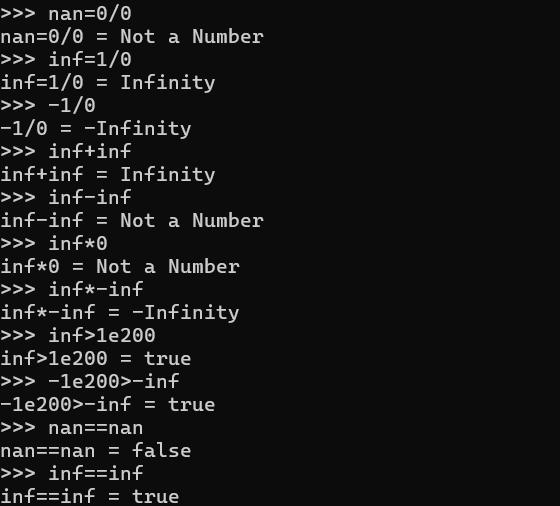 >>> nan=0/0
nan=0/0 = Not a Number
>>> inf=1/0
inf=1/0 = Infinity
>>> -1/0
-1/0 = -Infinity
>>> inf+inf
inf+inf = Infinity
>>> inf-inf
inf-inf = Not a Number
>>> inf*0
inf*0 = Not a Number
>>> inf*-inf
inf*-inf = -Infinity
>>> inf>1e200
inf>1e200 = true
>>> -1e200>-inf
-1e200>-inf = true
>>> nan==nan
nan==nan = false
>>> inf==inf
inf==inf = true